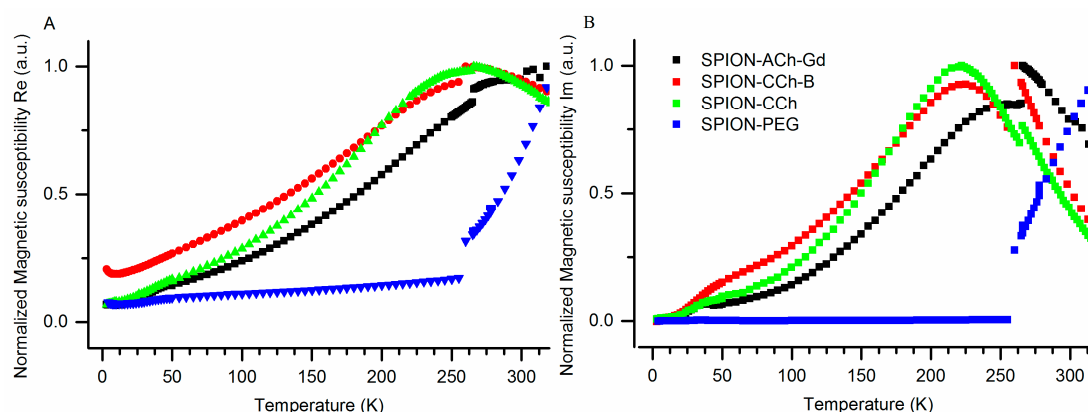 A
Normalized Magnetic susceptibility Re (a.u.)
1.0
0.5
0.0
0 50 100 150 200 250 300
Temperature (K)
B
Normalized Magnetic susceptibility Im (a.u.)
SPION-ACh-Gd
SPION-CCh-B
SPION-CCh
SPION-PEG
1.0
0.5
0.0
0 50 100 150 200 250 300
Temperature (K)